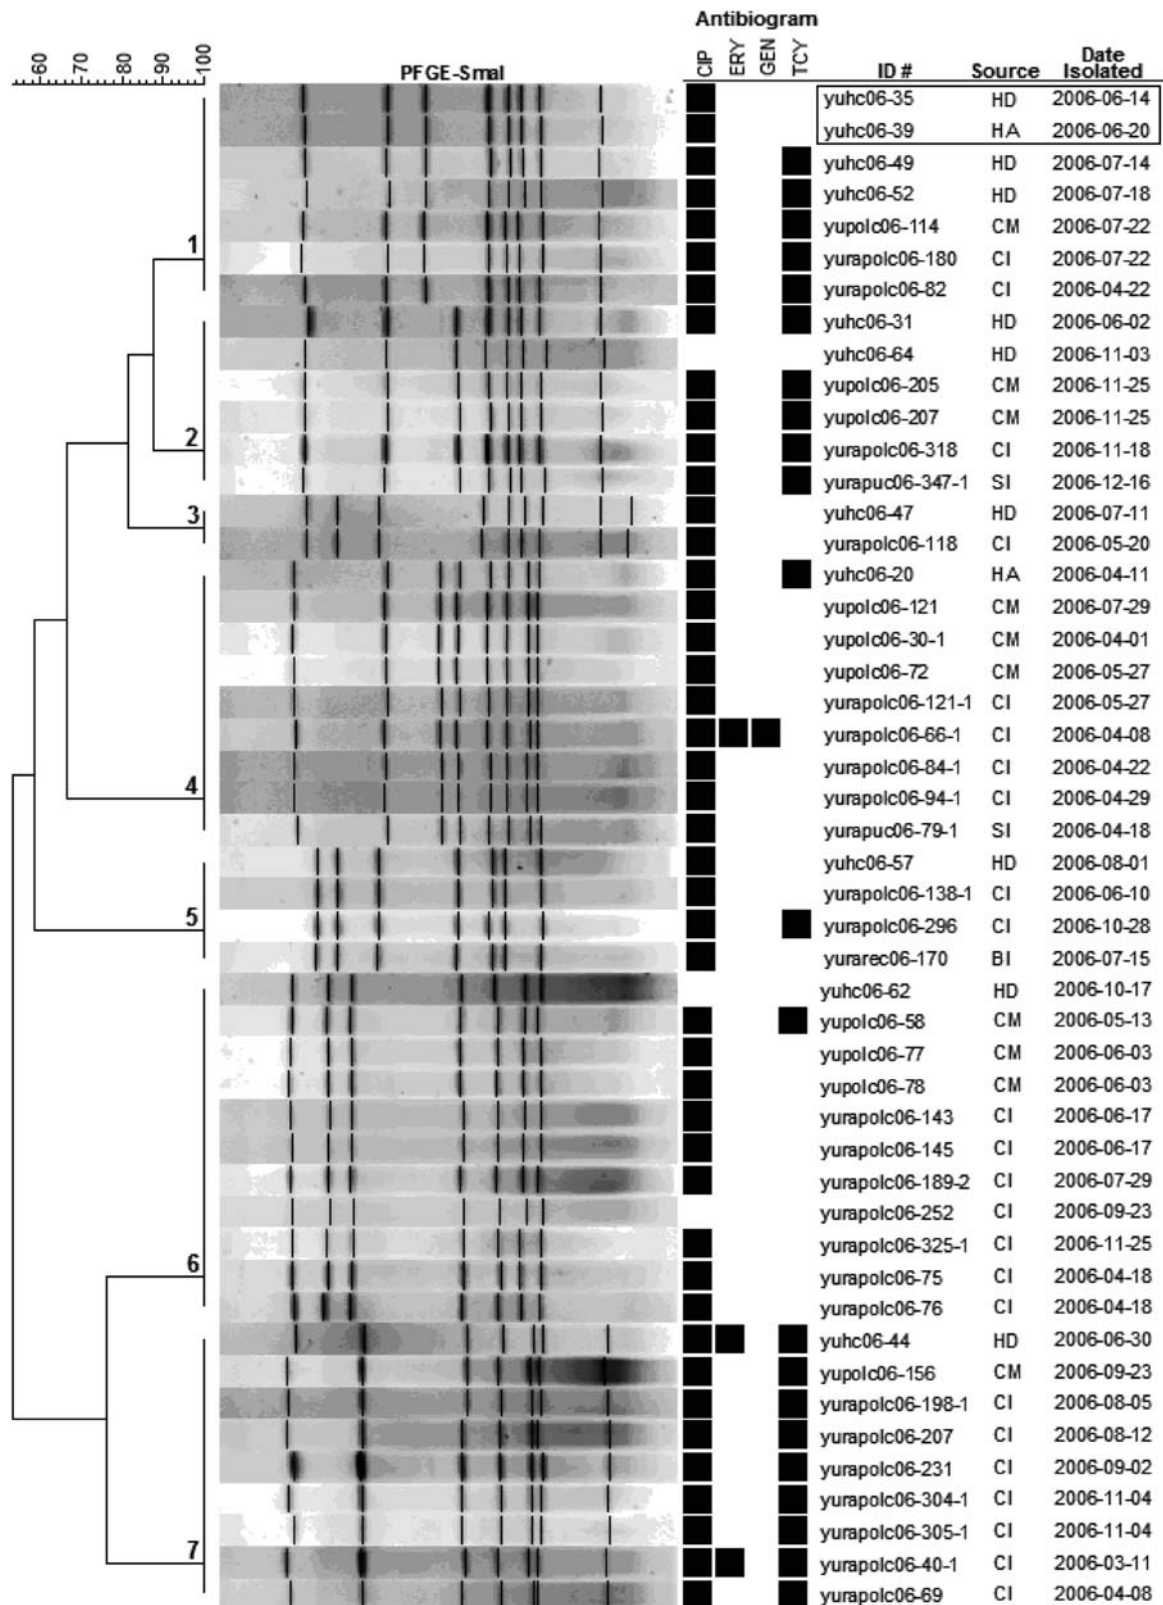 Antibiogram
60 70 80 90 100
PFGE-SmaI
CIP ERY GEN TCY
ID # Source Date Isolated
yuhc06-35 HD 2006-06-14
yuhc06-39 HA 2006-06-20
yuhc06-49 HD 2006-07-14
yuhc06-52 HD 2006-07-18
yupolc06-114 CM 2006-07-22
1
yurapolc06-180 CI 2006-07-22
yurapolc06-82 CI 2006-04-22
yuhc06-31 HD 2006-06-02
yuhc06-64 HD 2006-11-03
yupolc06-205 CM 2006-11-25
yupolc06-207 CM 2006-11-25
2
yurapolc06-318 CI 2006-11-18
yurapuc06-347-1 SI 2006-12-16
3
yuhc06-47 HD 2006-07-11
yurapolc06-118 CI 2006-05-20
yuhc06-20 HA 2006-04-11
yupolc06-121 CM 2006-07-29
yupolc06-30-1 CM 2006-04-01
yupolc06-72 CM 2006-05-27
yurapolc06-121-1 CI 2006-05-27
yurapolc06-66-1 CI 2006-04-08
yurapolc06-84-1 CI 2006-04-22
4
yurapolc06-94-1 CI 2006-04-29
yurapuc06-79-1 SI 2006-04-18
yuhc06-57 HD 2006-08-01
yurapolc06-138-1 CI 2006-06-10
5
yurapolc06-296 CI 2006-10-28
yurarec06-170 BI 2006-07-15
yuhc06-62 HD 2006-10-17
yupolc06-58 CM 2006-05-13
yupolc06-77 CM 2006-06-03
yupolc06-78 CM 2006-06-03
yurapolc06-143 CI 2006-06-17
yurapolc06-145 CI 2006-06-17
yurapolc06-189-2 CI 2006-07-29
yurapolc06-252 CI 2006-09-23
yurapolc06-325-1 CI 2006-11-25
6
yurapolc06-75 CI 2006-04-18
yurapolc06-76 CI 2006-04-18
yuhc06-44 HD 2006-06-30
yupolc06-156 CM 2006-09-23
yurapolc06-198-1 CI 2006-08-05
yurapolc06-207 CI 2006-08-12
yurapolc06-231 CI 2006-09-02
yurapolc06-304-1 CI 2006-11-04
yurapolc06-305-1 CI 2006-11-04
7
yurapolc06-40-1 CI 2006-03-11
yurapolc06-69 CI 2006-04-08